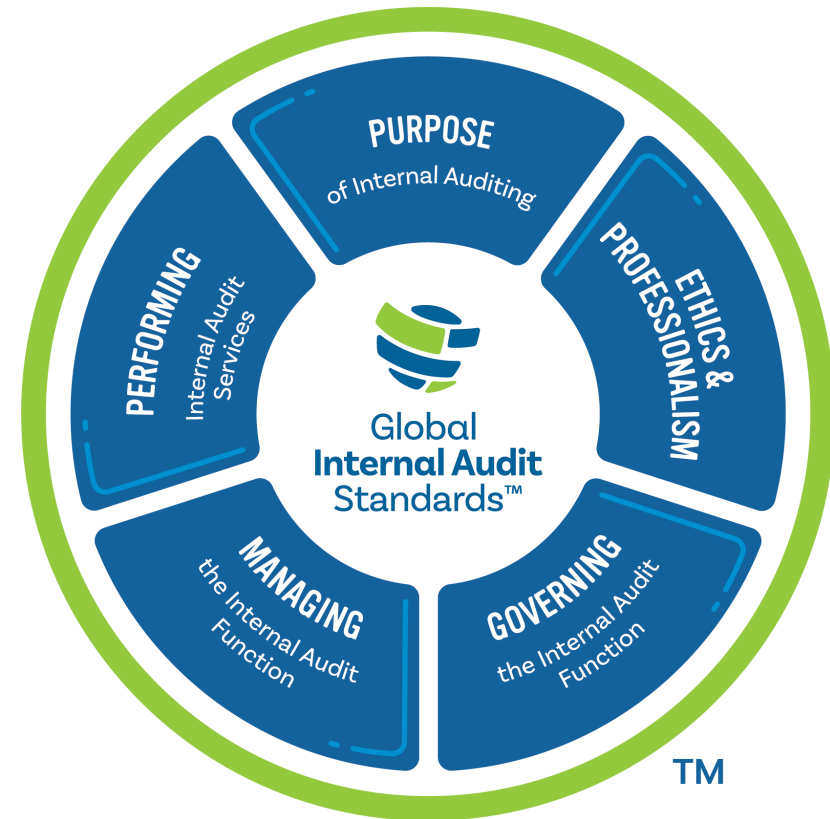 PURPOSE
of Internal Auditing
ETHICS &
PROFESSIONALISM
GOVERNING
the Internal Audit
Function
MANAGING
the Internal Audit
Function
PERFORMING
Internal Audit
Services
Global
Internal Audit
Standards™
TM